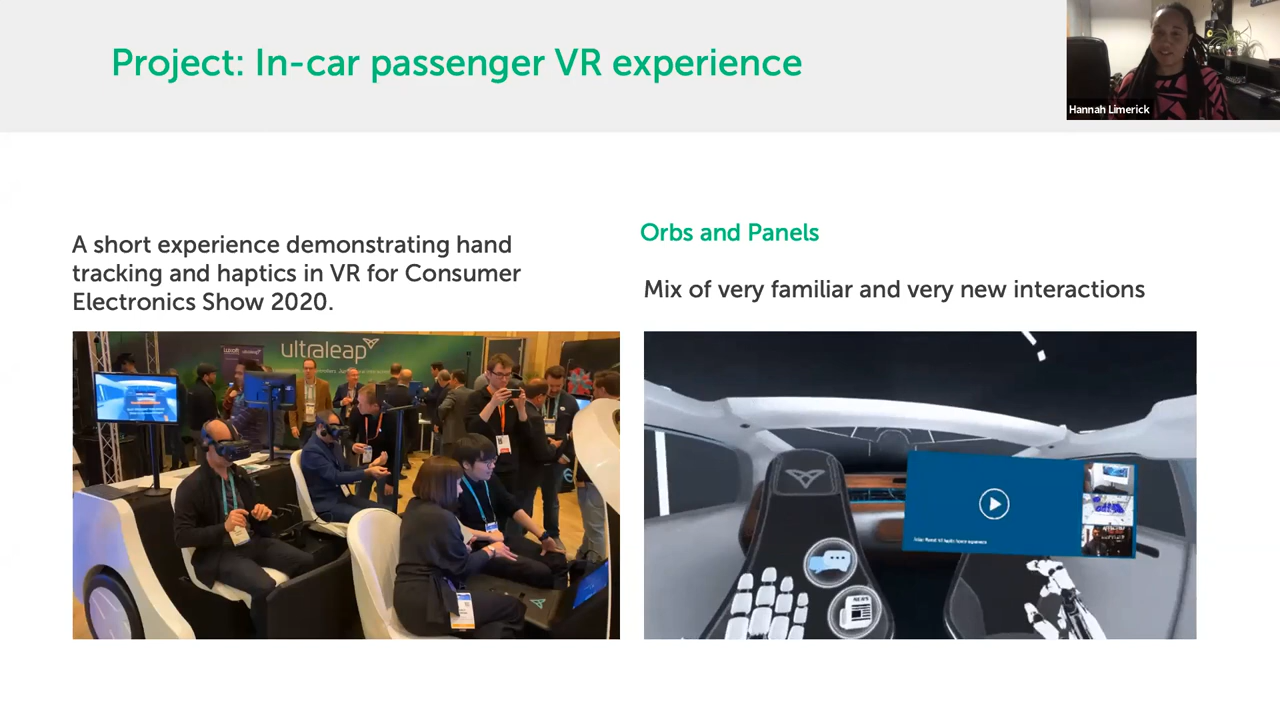 Project: In-car passenger VR experience
Hannah Limerick
A short experience demonstrating hand
tracking and haptics in VR for Consumer
Electronics Show 2020.
Orbs and Panels
Mix of very familiar and very new interactions
ultraleap